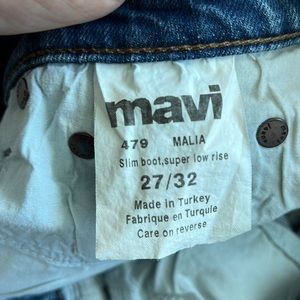 mavi
479 MALIA
Slim boot,super low rise
27/32
Made in Turkey
Fabrique en Turquie
Care on reverse